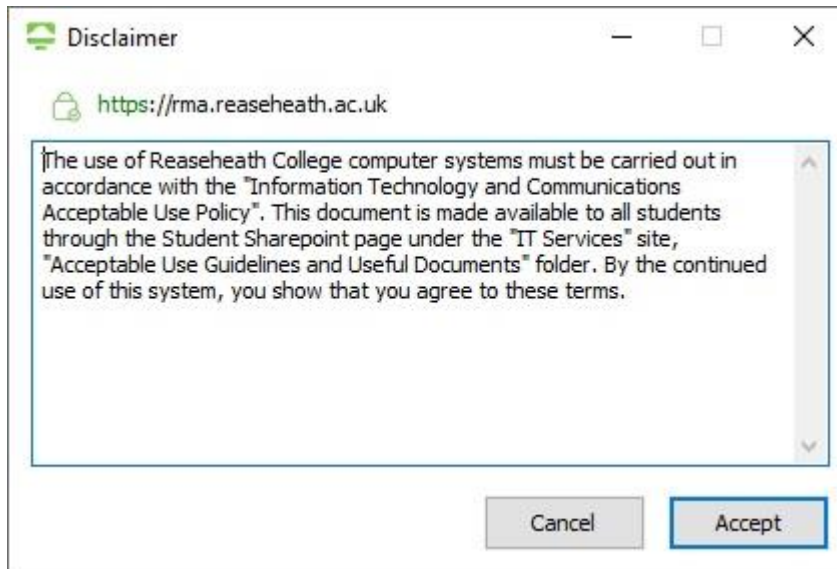 Disclaimer
https://rma.reaseheath.ac.uk
The use of Reaseheath College computer systems must be carried out in
accordance with the "Information Technology and Communications
Acceptable Use Policy". This document is made available to all students
through the Student Sharepoint page under the "IT Services" site,
"Acceptable Use Guidelines and Useful Documents" folder. By the continued
use of this system, you show that you agree to these terms.
Cancel
Accept